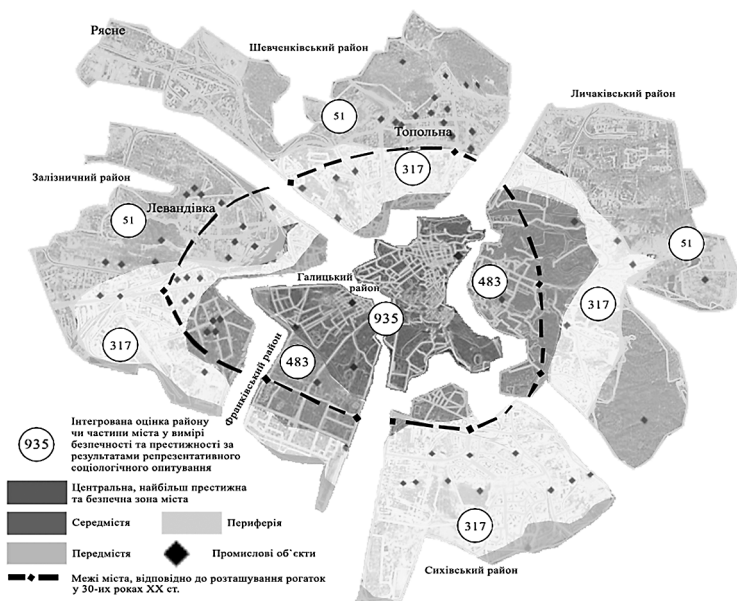 Рясне
Шевченківський район
Личаківський район
51
Топольна
317
Залізничний район
Левандівка
51
51
Галицький
район
483
935
317
317
483
Франківський район
317
Сихівський район
935
Інтегрована оцінка району
чи частини міста у вимірі
безпечності та престижності за
результатами репрезентативного
соціологічного опитування
Центральна, найбільш престижна
та безпечна зона міста
Середмістя
Периферія
Передмістя
Промислові об'єкти
Межі міста, відповідно до розташування рогаток
у 30-их роках ХХ ст.